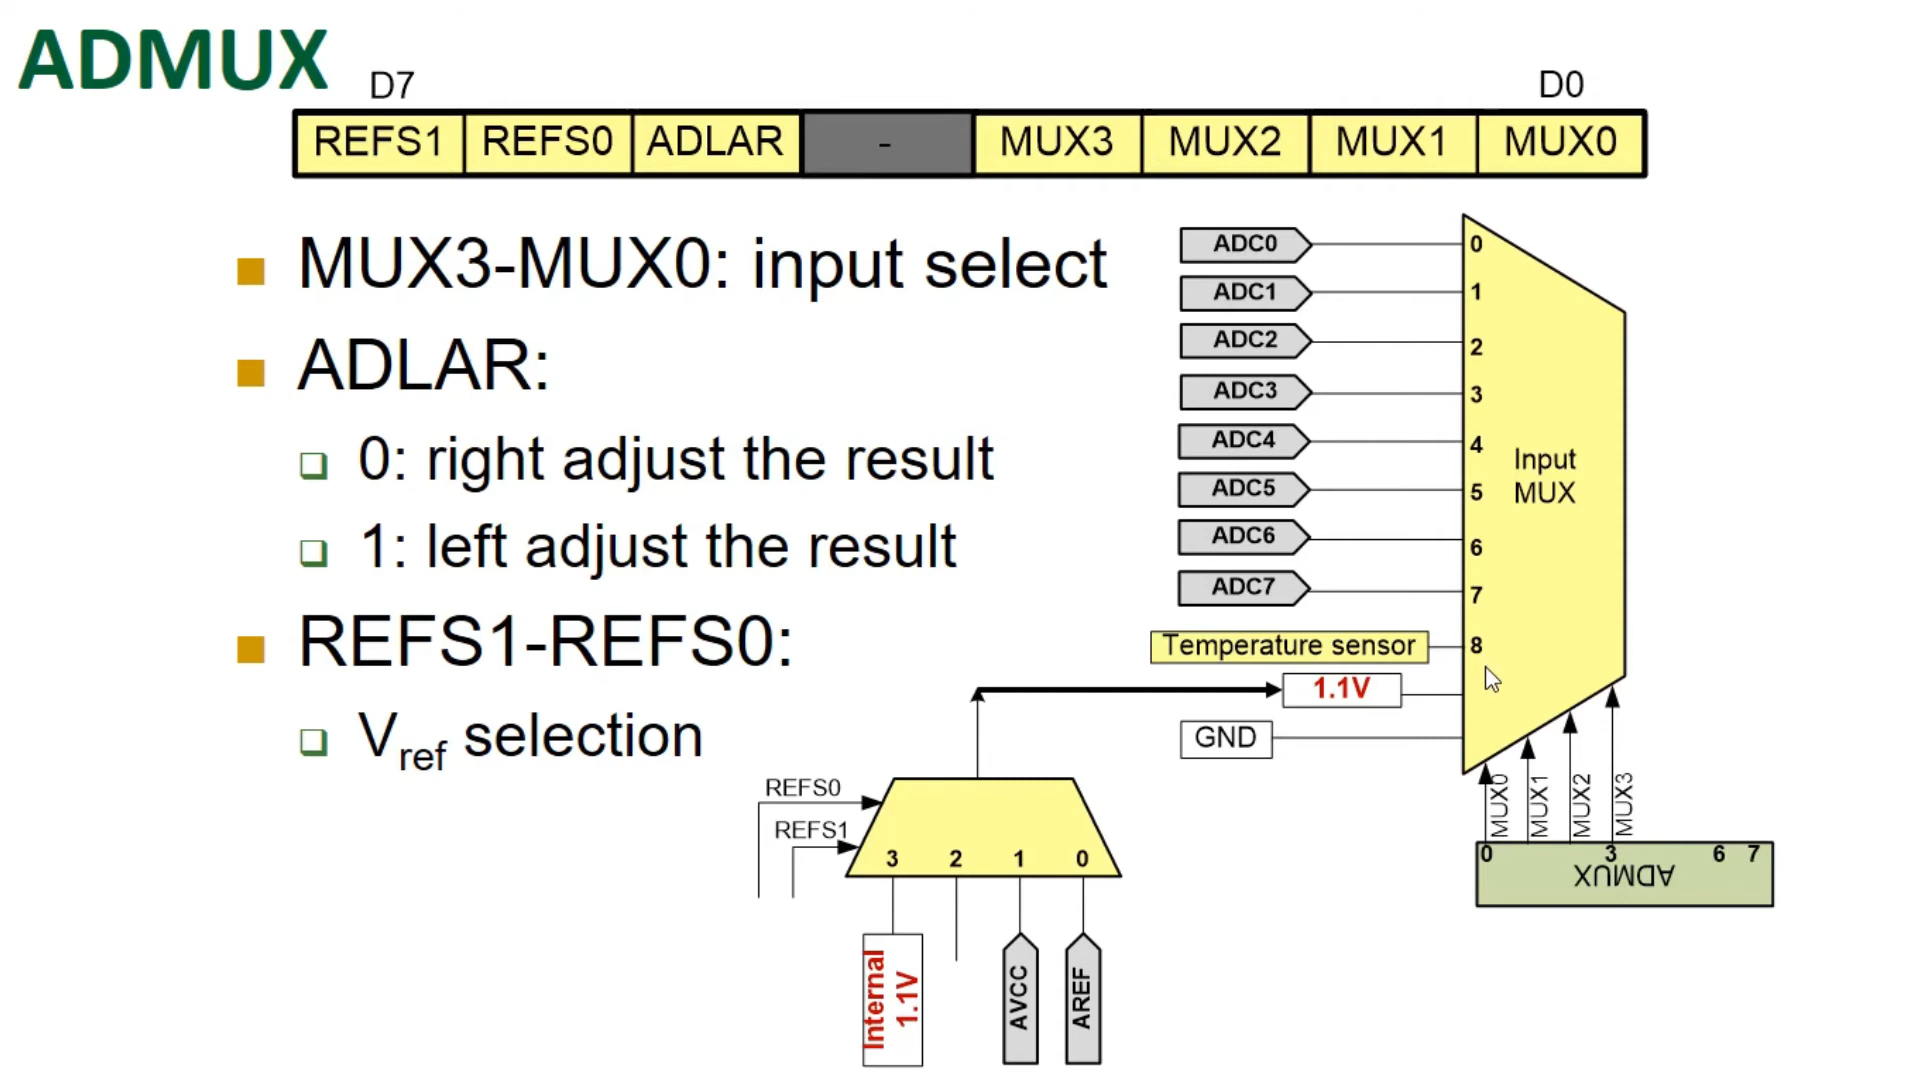 ADMUX
D7
D0
REFS1 REFS0 ADLAR - MUX3 MUX2 MUX1 MUX0
MUX3-MUX0: input select
ADLAR:
0: right adjust the result
1: left adjust the result
REFS1-REFS0:
Vref selection
ADC0 0
ADC1 1
ADC2 2
ADC3 3
ADC4 4
ADC5 5
ADC6 6
ADC7 7
Input
MUX
Temperature sensor 8
1.1V
GND
MUX0 MUX1 MUX2 MUX3
0 3 6 7
ADMUX
REFS0
REFS1
3 2 1 0
Internal
1.1V
AVCC
AREF